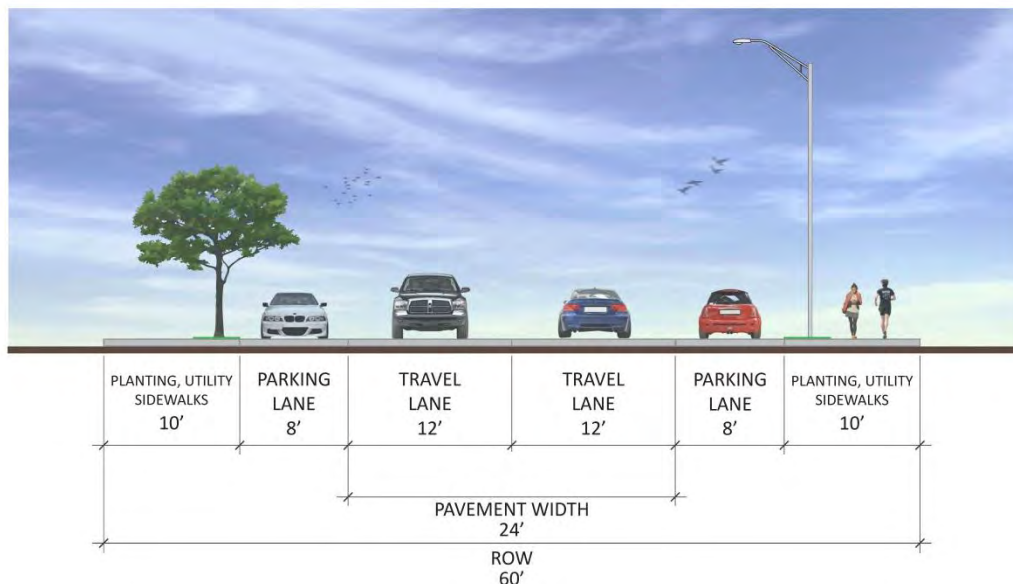 PLANTING, UTILITY
SIDEWALKS
10’
PARKING
LANE
8’
TRAVEL
LANE
12’
TRAVEL
LANE
12’
PARKING
LANE
8’
PLANTING, UTILITY
SIDEWALKS
10’
PAVEMENT WIDTH
24’
ROW
60’